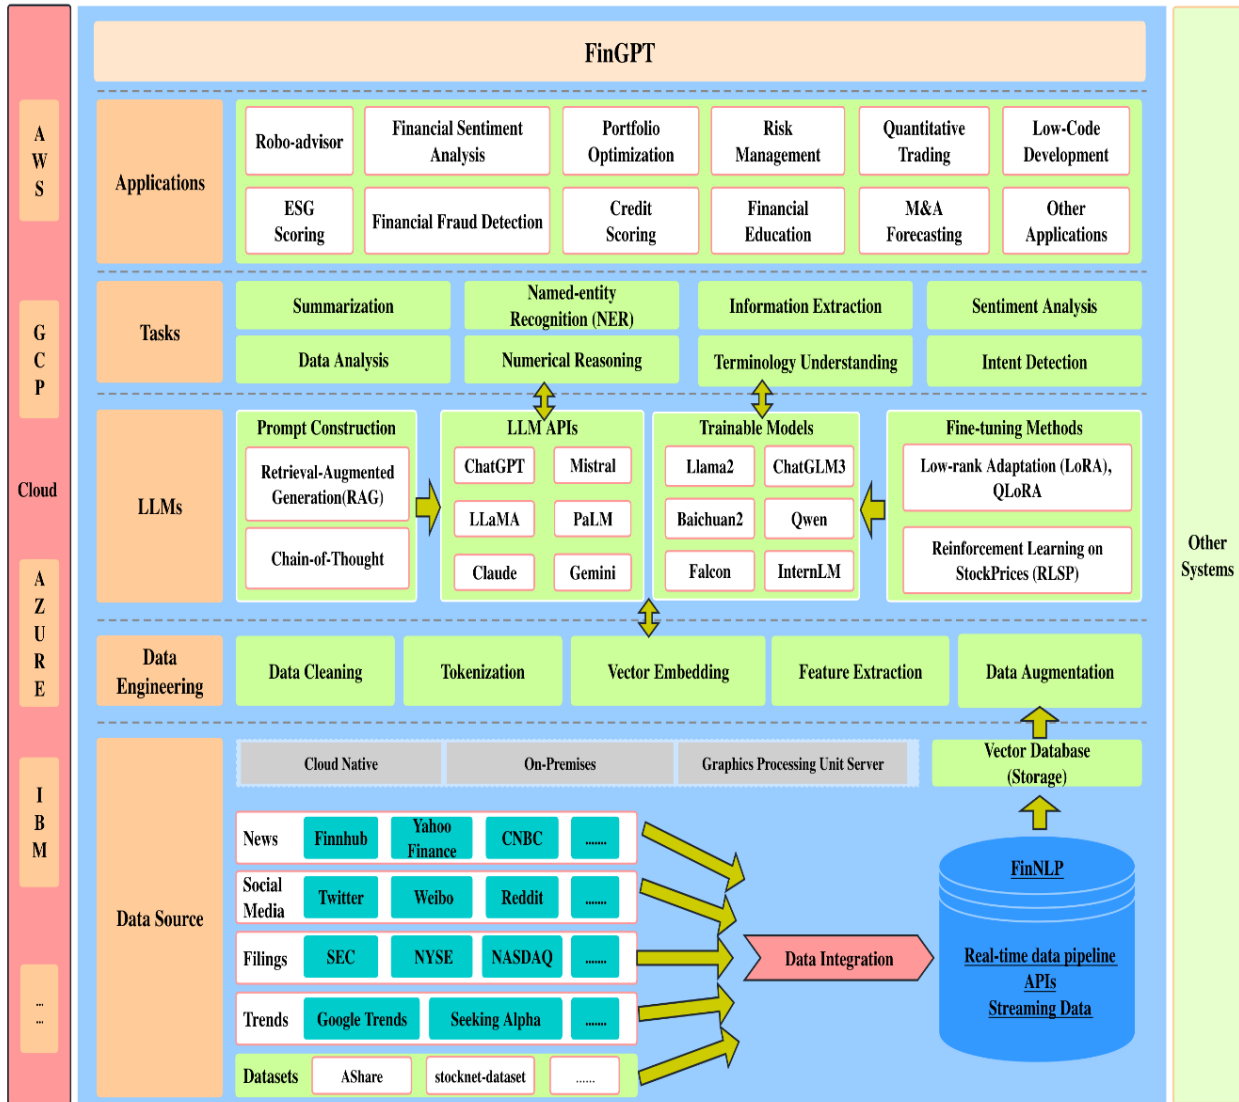 FinGPT
A
W
S
G
C
P
Cloud
A
Z
U
R
E
I
B
M
...
...
Applications
Robo-advisor
Financial Sentiment
Analysis
Portfolio
Optimization
Risk
Management
Quantitative
Trading
Low-Code
Development
ESG
Scoring
Financial Fraud Detection
Credit
Scoring
Financial
Education
M&A
Forecasting
Other
Applications
Tasks
Summarization
Named-entity
Recognition (NER)
Information Extraction
Sentiment Analysis
Data Analysis
Numerical Reasoning
Terminology Understanding
Intent Detection
LLMs
Prompt Construction
Retrieval-Augmented
Generation(RAG)
Chain-of-Thought
LLM APIs
ChatGPT
Mistral
LLaMA
PaLM
Claude
Gemini
Trainable Models
Llama2
ChatGLM3
Baichuan2
Qwen
Falcon
InternLM
Fine-tuning Methods
Low-rank Adaptation (LoRA),
QLoRA
Reinforcement Learning on
StockPrices (RLSP)
Data
Engineering
Data Cleaning
Tokenization
Vector Embedding
Feature Extraction
Data Augmentation
Data Source
Cloud Native
On-Premises
Graphics Processing Unit Server
Vector Database
(Storage)
News
Finnhub
Yahoo
Finance
CNBC
.......
Social
Media
Twitter
Weibo
Reddit
.......
Filings
SEC
NYSE
NASDAQ
.......
Trends
Google Trends
Seeking Alpha
.......
Datasets
AShare
stocknet-dataset
......
Data Integration
FinNLP
Real-time data pipeline
APIs
Streaming Data
Other
Systems